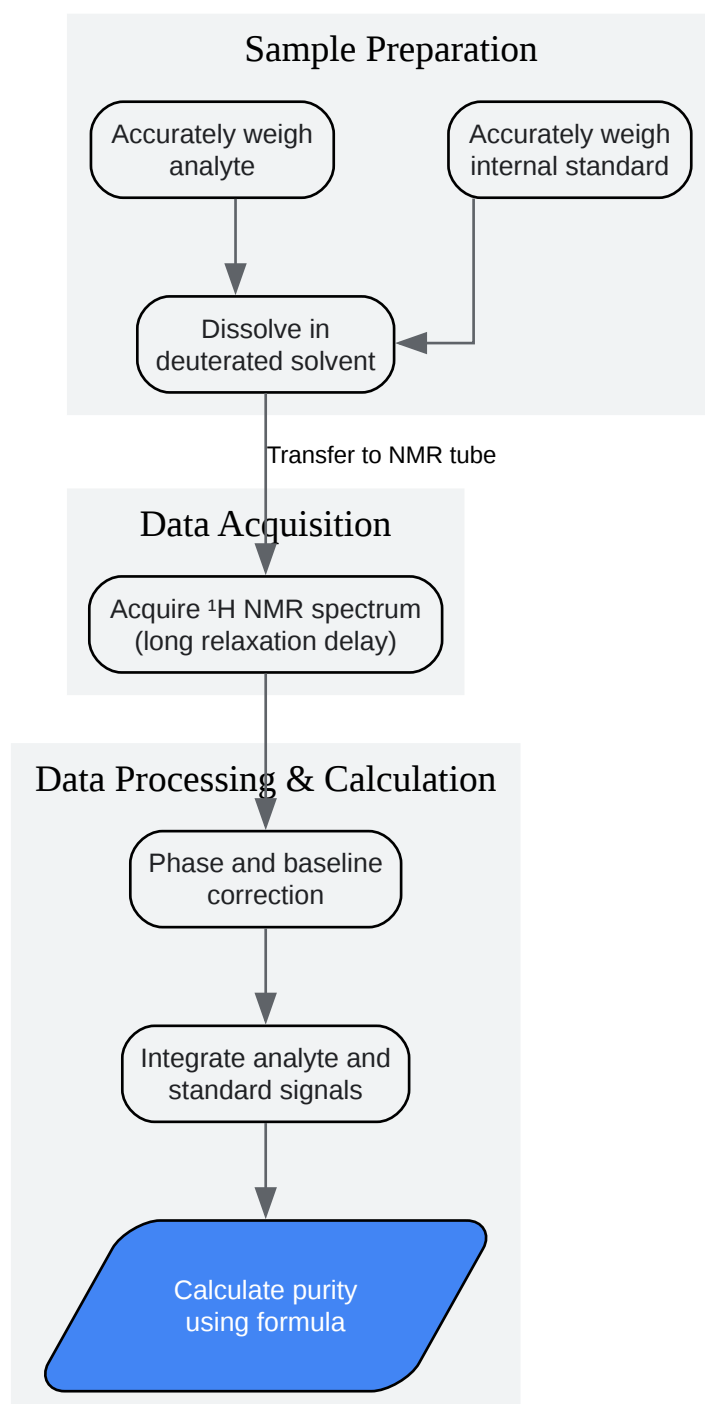 Sample Preparation
Accurately weigh
analyte
Accurately weigh
internal standard
Dissolve in
deuterated solvent
Transfer to NMR tube
Data Acquisition
Acquire ¹H NMR spectrum
(long relaxation delay)
Data Processing & Calculation
Phase and baseline
correction
Integrate analyte and
standard signals
Calculate purity
using formula